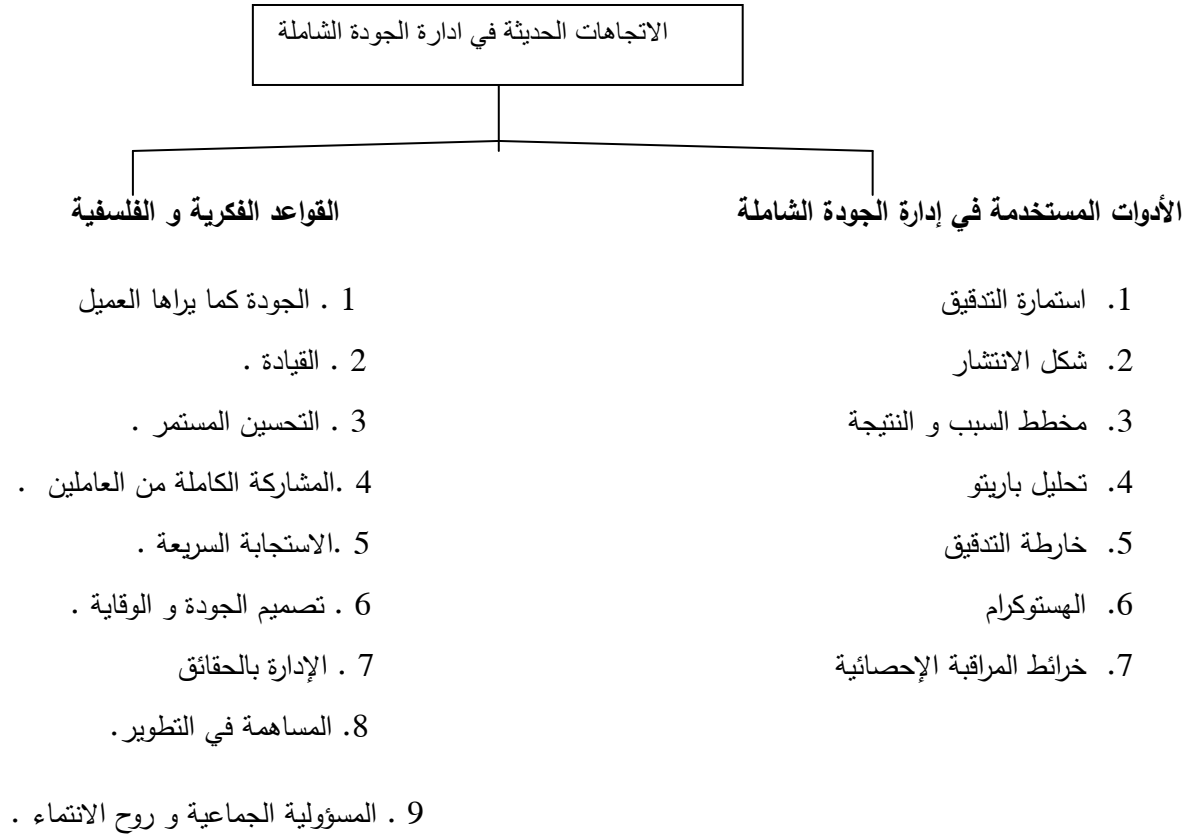 الاتجاهات الحديثة في ادارة الجودة الشاملة
الأدوات المستخدمة في إدارة الجودة الشاملة
1. استمارة التدقيق
2. شكل الانتشار
3. مخطط السبب و النتيجة
4. تحليل باريتو
5. خارطة التدقيق
6. الهستوكرام
7. خرائط المراقبة الإحصائية
القواعد الفكرية و الفلسفية
1 . الجودة كما يراها العميل
2 . القيادة .
3 . التحسين المستمر .
4 .المشاركة الكاملة من العاملين .
5 .الاستجابة السريعة .
6 . تصميم الجودة و الوقاية .
7 . الإدارة بالحقائق
8. المساهمة في التطوير.
9 . المسؤولية الجماعية و روح الانتماء .